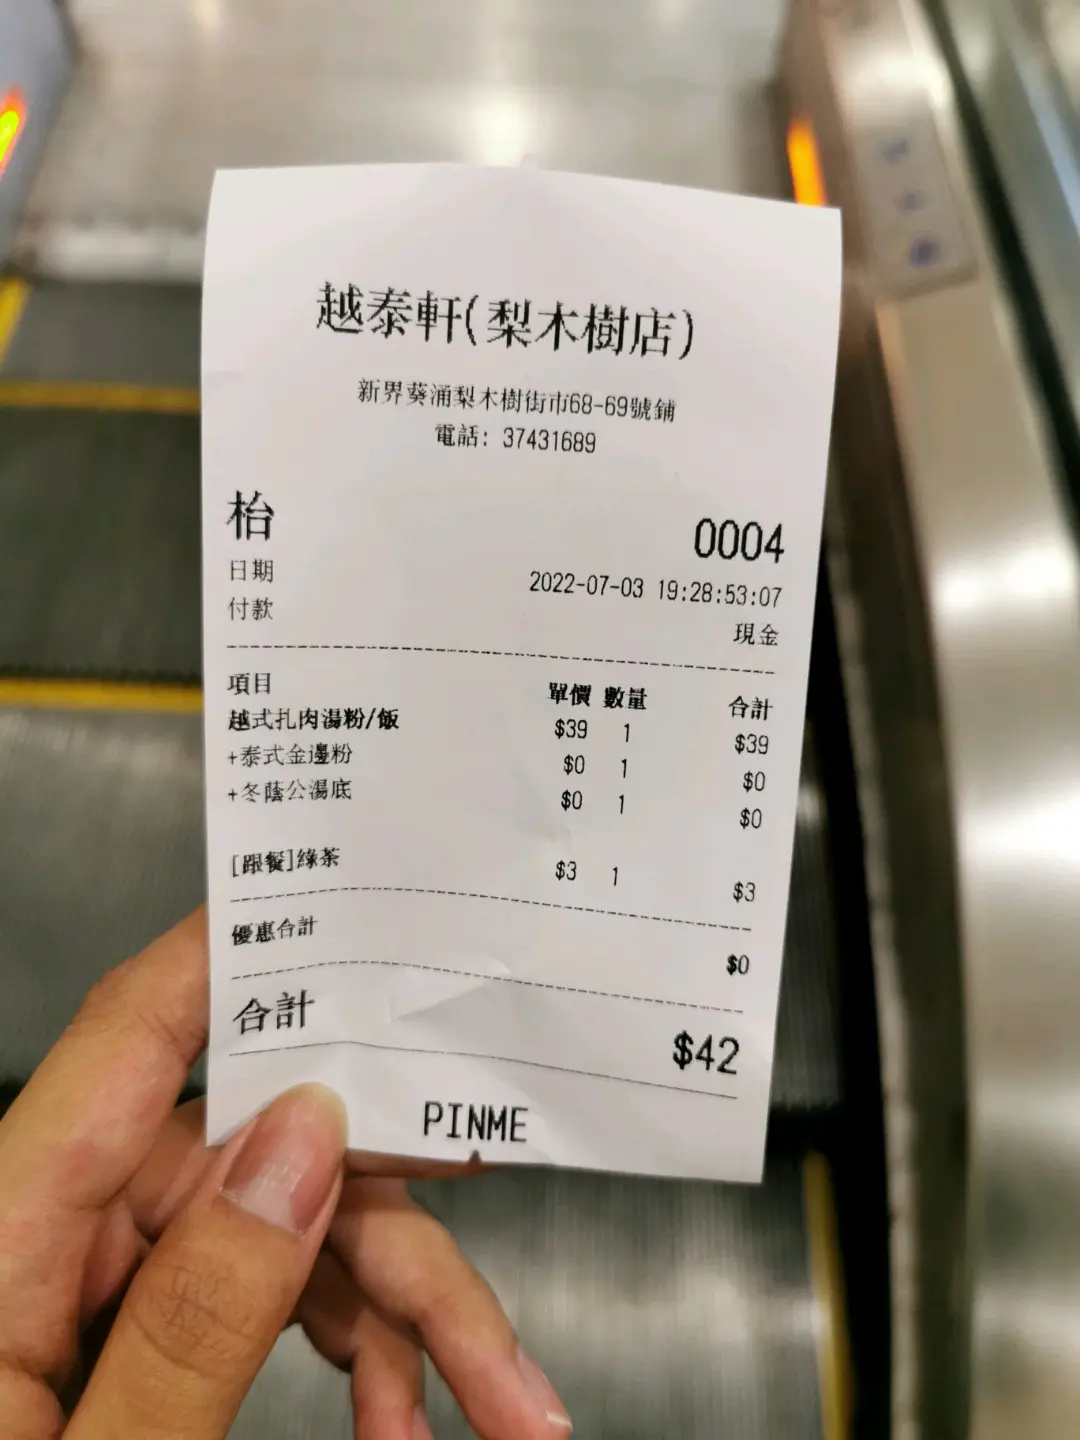 越泰軒(梨木樹店)
新界葵涌梨木樹街市68-69號鋪
電話: 37431689
枱 0004
日期 2022-07-03 19:28:53:07
付款 現金
項目 單價 數量 合計
越式扎肉湯粉/飯 $39 1 $39
+泰式金邊粉 $0 1 $0
+冬蔭公湯底 $0 1 $0
[跟餐]綠茶 $3 1 $3
優惠合計 $0
合計 $42
PINME